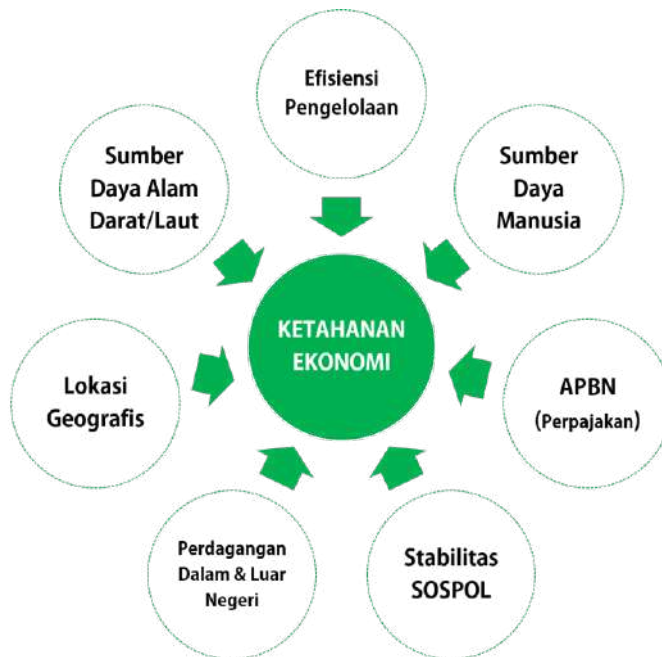 Efisiensi
Pengelolaan
Sumber
Daya Alam
Darat/Laut
Sumber
Daya
Manusia
KETAHANAN
EKONOMI
Lokasi
Geografis
APBN
(Perpajakan)
Perdagangan
Dalam & Luar
Negeri
Stabilitas
SOSPOL